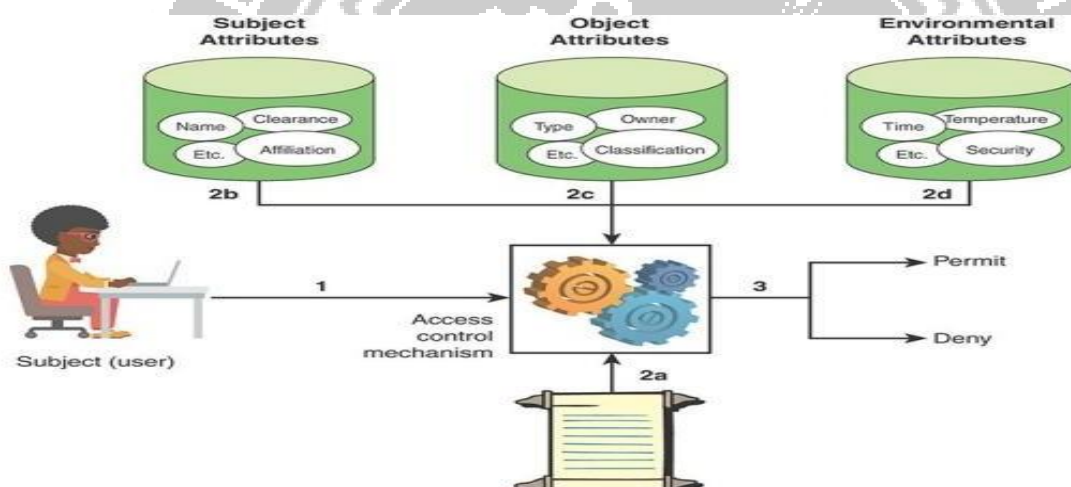 Subject
Attributes
Object
Attributes
Environmental
Attributes
Name
Clearance
Etc.
Affiliation
Type
Owner
Etc.
Classification
Time
Temperature
Etc.
Security
2b
2c
2d
1
Access
control
mechanism
3
Permit
Deny
Subject (user)
2a